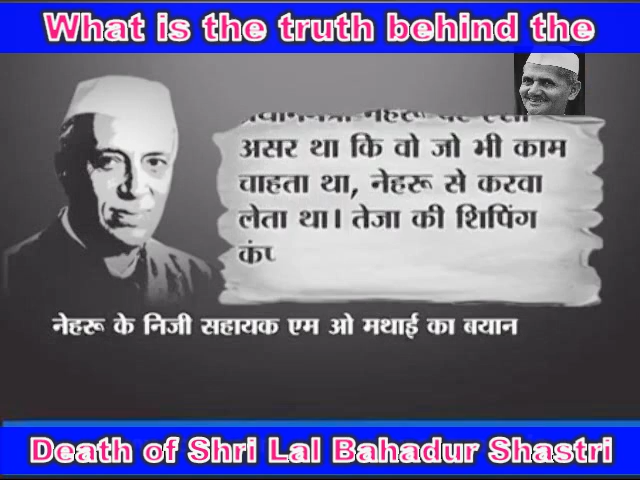 What is the truth behind the
असर था कि वो जो भी काम
चाहता था, नेहरू से करवा
लेता था। तेजा की शिपिंग
नेहरू के निजी सहायक एम ओ मथाई का बयान
Death of Shri Lal Bahadur Shastri